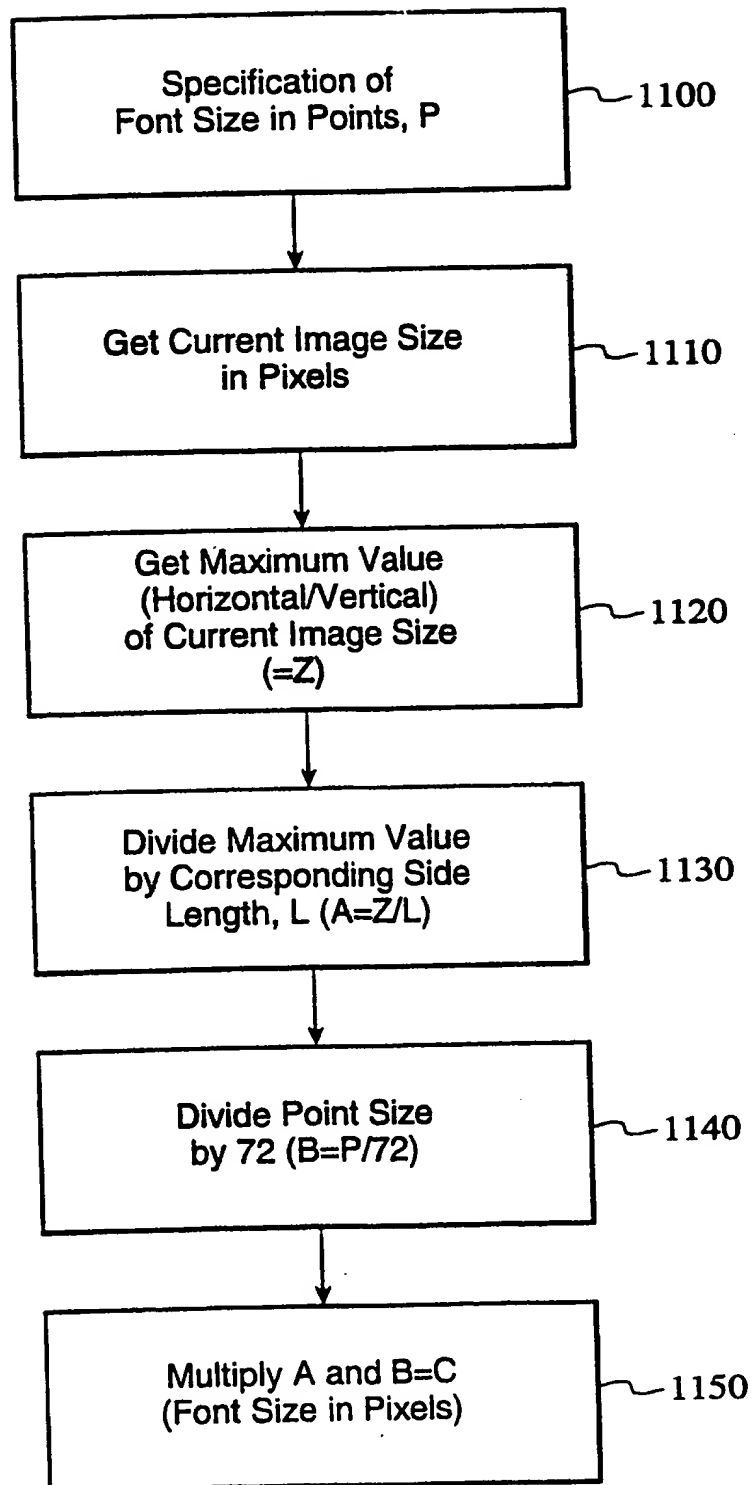 Specification of
Font Size in Points, P
1100
Get Current Image Size
in Pixels
1110
Get Maximum Value
(Horizontal/Vertical)
of Current Image Size
(=Z)
1120
Divide Maximum Value
by Corresponding Side
Length, L (A=Z/L)
1130
Divide Point Size
by 72 (B=P/72)
1140
Multiply A and B=C
(Font Size in Pixels)
1150